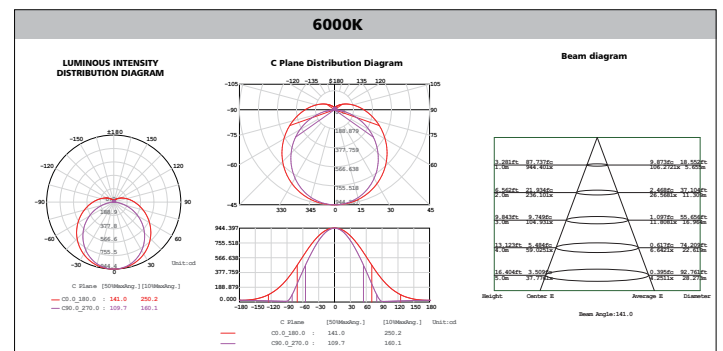 6000K
LUMINOUS INTENSITY
DISTRIBUTION DIAGRAM
±180
-150 150
-120 120
-90 90
-60 60
-30 30
0
188.9
377.8
566.6
755.5
944.4
Unit:cd
C Plane [50%MaxAng.] [10%MaxAng.]
C0.0_180.0 : 141.0 250.2
C90.0_270.0 : 109.7 160.1
C Plane Distribution Diagram
-105 -120 -135 180 135 120 105
-90 90
-75 75
-60 60
-45 330 345 0 15 30 45
188.879
377.759
566.638
755.518
944.397
755.518
566.638
377.759
188.879
0.000
-180 -150 -120 -90 -60 -30 0 30 60 90 120 150 180
C Plane [50%MaxAng.] [10%MaxAng.] Unit:cd
C0.0_180.0 : 141.0 250.2
C90.0_270.0 : 109.7 160.1
Beam diagram
3.281ft 87.737fc 9.873fc 18.552ft
1.0m 944.40lx 106.272lx 5.655m
6.562ft 21.934fc 2.468fc 37.104ft
2.0m 236.10lx 26.568lx 11.309m
9.843ft 9.749fc 1.097fc 55.656ft
3.0m 104.93lx 11.808lx 16.964m
13.123ft 5.484fc 0.617fc 74.209ft
4.0m 59.025lx 6.642lx 22.619m
16.404ft 3.509fc 0.395fc 92.761ft
5.0m 37.776lx 4.251lx 28.273m
Height Center E Average E Diameter
Beam Angle:141.0